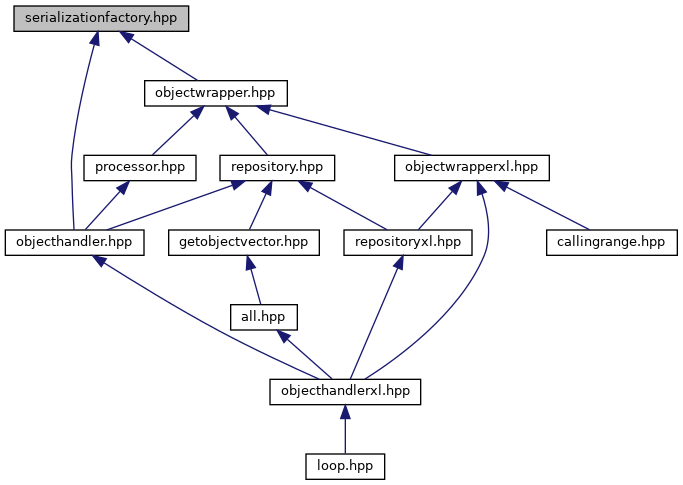 serializationfactory.hpp
objectwrapper.hpp
processor.hpp
repository.hpp
objectwrapperxl.hpp
objecthandler.hpp
getobjectvector.hpp
repositoryxl.hpp
callingrange.hpp
all.hpp
objecthandlerxl.hpp
loop.hpp